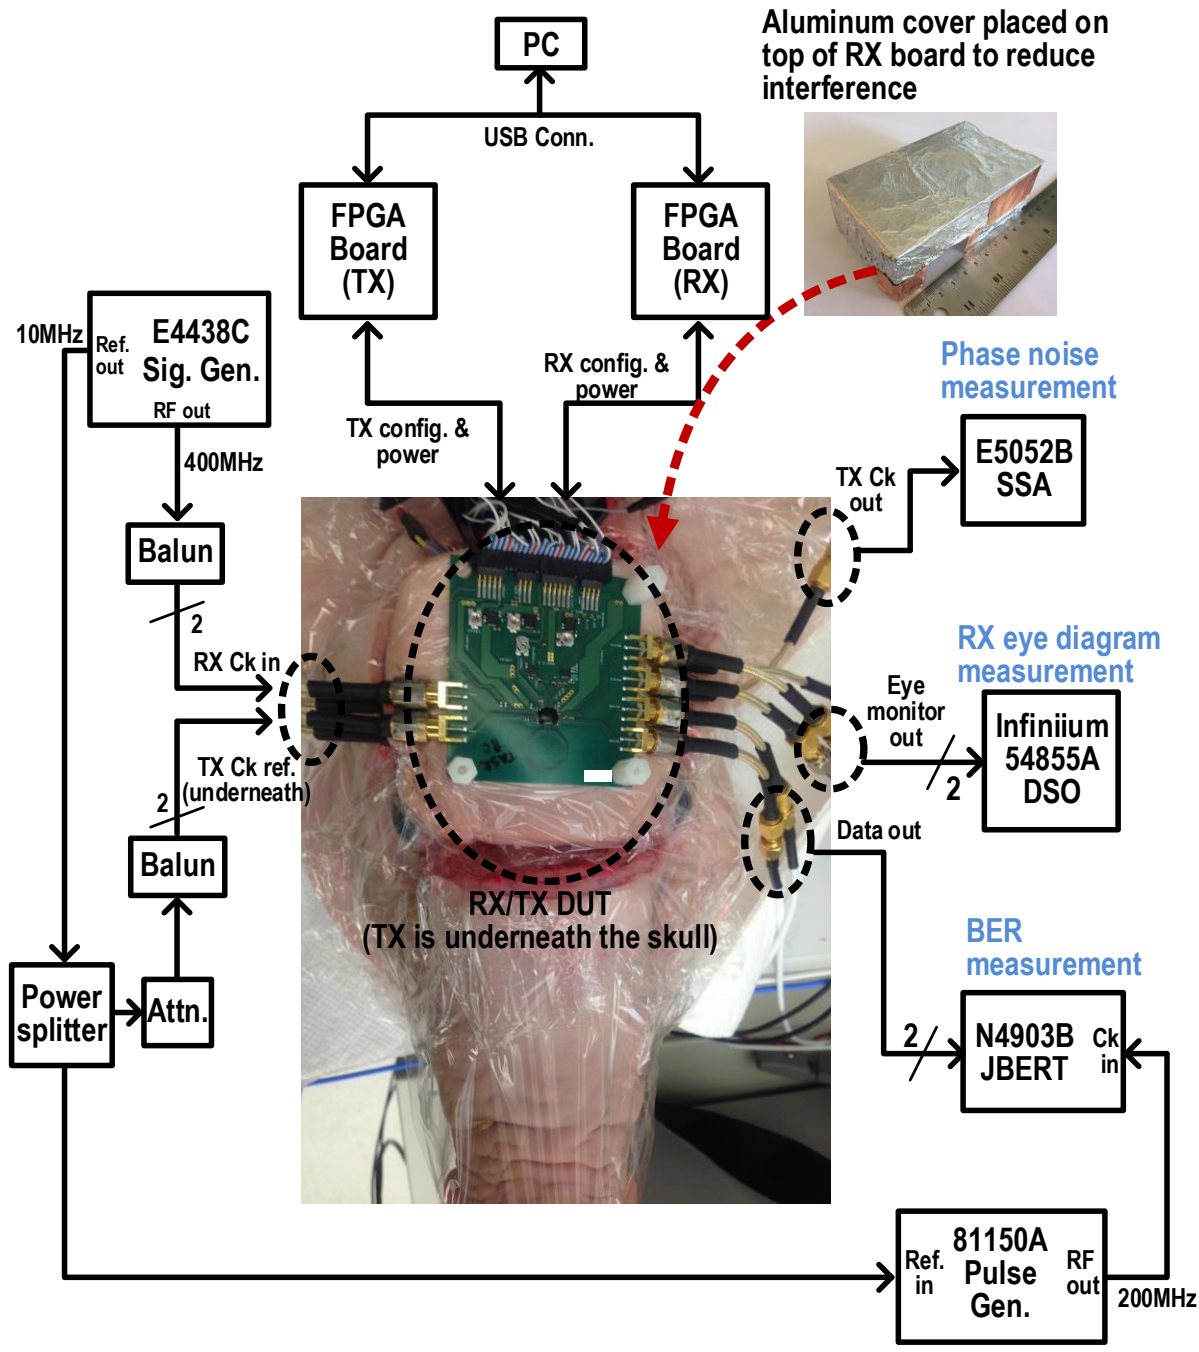 Aluminum cover placed on
top of RX board to reduce
interference
PC
USB Conn.
FPGA
Board
(TX)
FPGA
Board
(RX)
10MHz
Ref.
out
E4438C
Sig. Gen.
RF out
400MHz
RX config. &
power
TX config. &
power
Phase noise
measurement
E5052B
SSA
TX Ck
out
Balun
2
RX Ck in
TX Ck ref.
(underneath)
2
Balun
RX eye diagram
measurement
Eye
monitor
out
2
Infiniium
54855A
DSO
Data out
RX/TX DUT
(TX is underneath the skull)
Power
splitter
Attn.
BER
measurement
2
N4903B
JBERT
Ck
in
Ref.
in
81150A
Pulse
Gen.
RF
out
200MHz